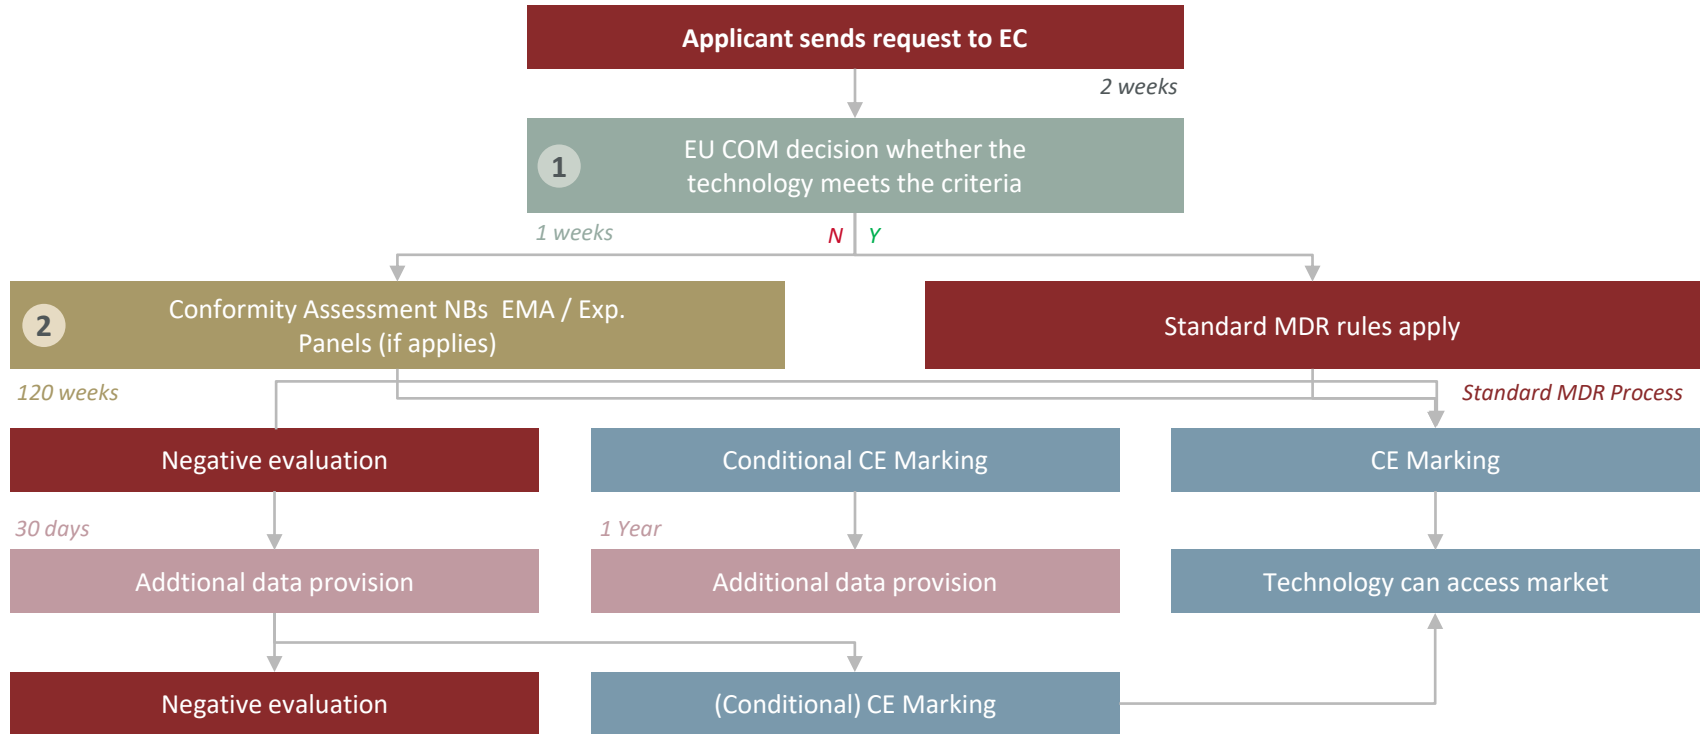 Applicant sends request to EC
2 weeks
1
EU COM decision whether the
technology meets the criteria
1 weeks
N
Y
2
Conformity Assessment NBs  EMA / Exp.
Panels (if applies)
Standard MDR rules apply
120 weeks
Standard MDR Process
Negative evaluation
Conditional CE Marking
CE Marking
30 days
1 Year
Addtional data provision
Additional data provision
Technology can access market
Negative evaluation
(Conditional) CE Marking